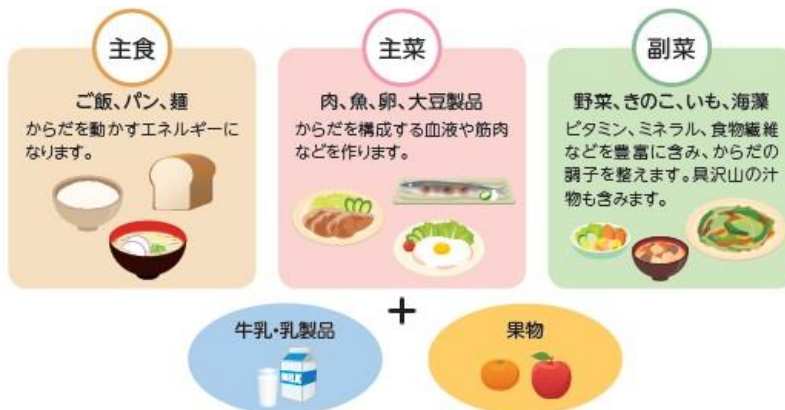 主食
ご飯、パン、麺
からだを動かすエネルギーに
なります。
主菜
肉、魚、卵、大豆製品
からだを構成する血液や筋肉
などを作ります。
副菜
野菜、きのこ、いも、海藻
ビタミン、ミネラル、食物繊維
などを豊富に含み、からだの
調子を整えます。具沢山の汁
物も含みます。
+
牛乳・乳製品
MILK
果物